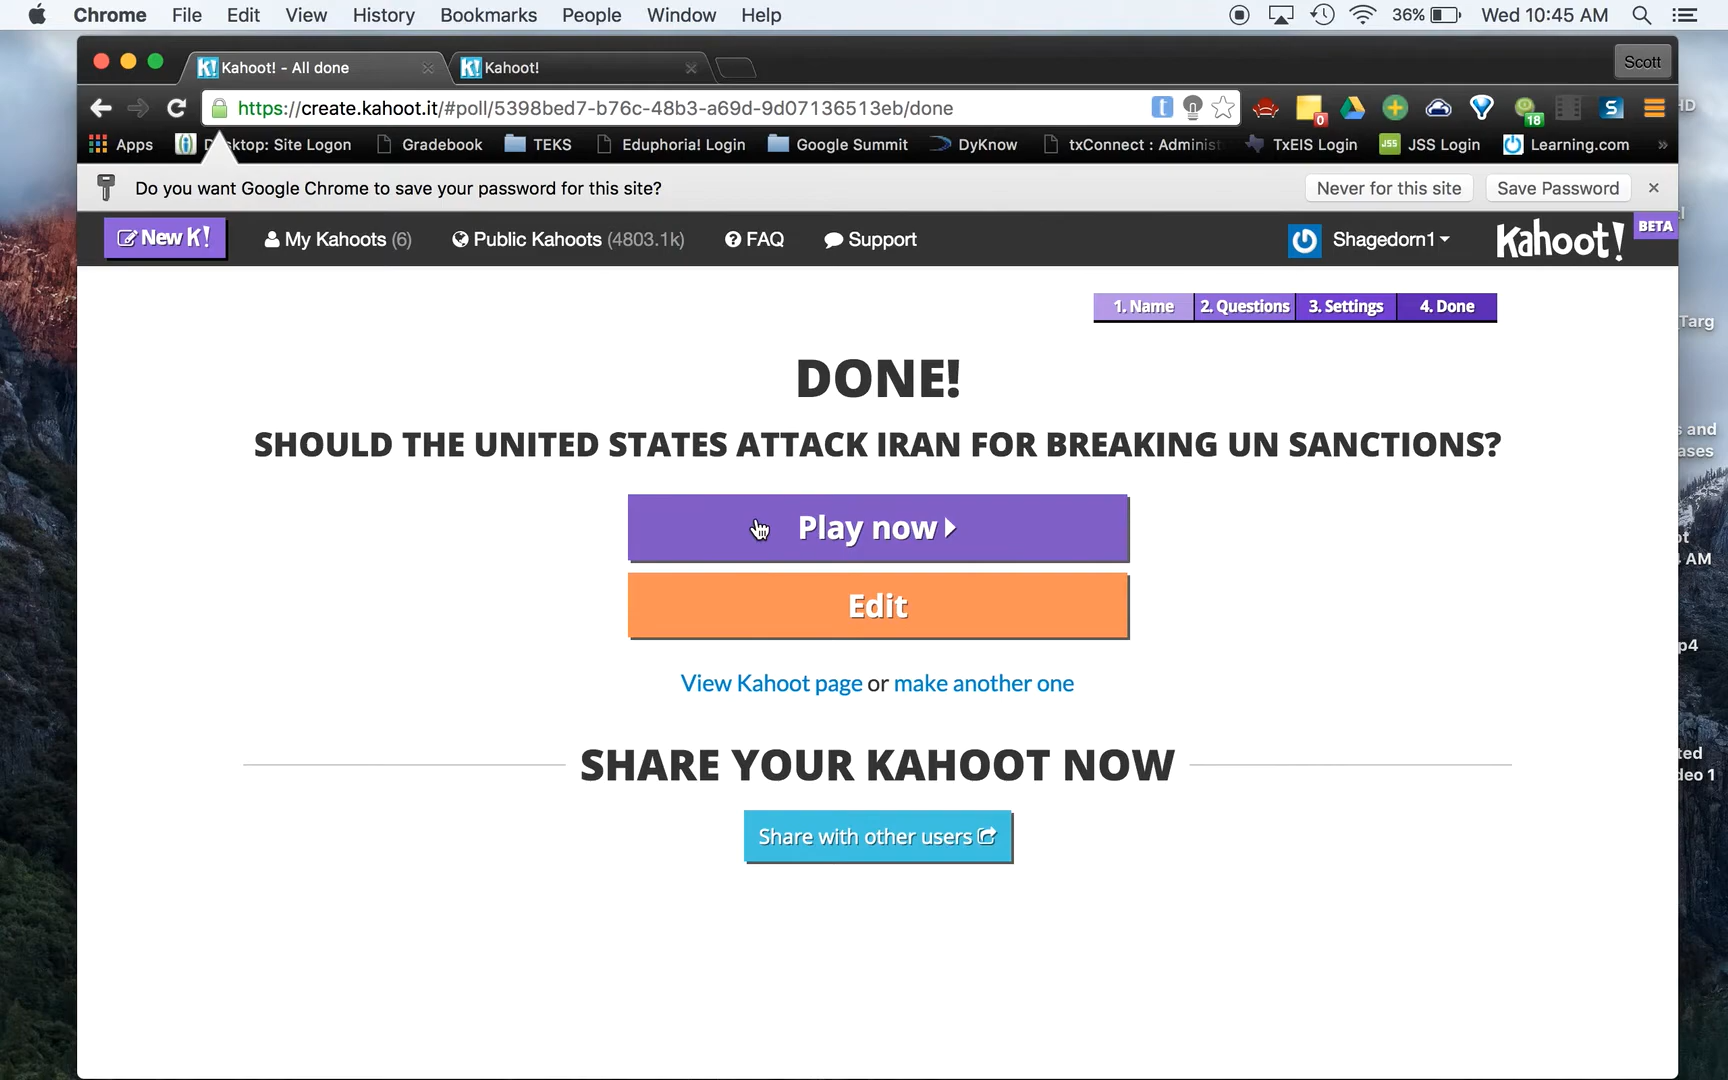 Chrome File Edit View History Bookmarks People Window Help 36% Wed 10:45 AM
Kahoot! - All done Kahoot! Scott
https://create.kahoot.it/#poll/5398bed7-b76c-48b3-a69d-9d07136513eb/done t 0 18 S
Apps Site Logon Gradebook TEKS Eduphoria! Login Google Summit DyKnow txConnect : Administ TxEIS Login JSS JSS Login Learning.com »
Do you want Google Chrome to save your password for this site? Never for this site Save Password ×
New K! My Kahoots (6) Public Kahoots (4803.1k) FAQ Support Shagedorn1 Kahoot! BETA
1. Name 2. Questions 3. Settings 4. Done
DONE!
SHOULD THE UNITED STATES ATTACK IRAN FOR BREAKING UN SANCTIONS?
Play now
Edit
View Kahoot page or make another one
SHARE YOUR KAHOOT NOW
Share with other users